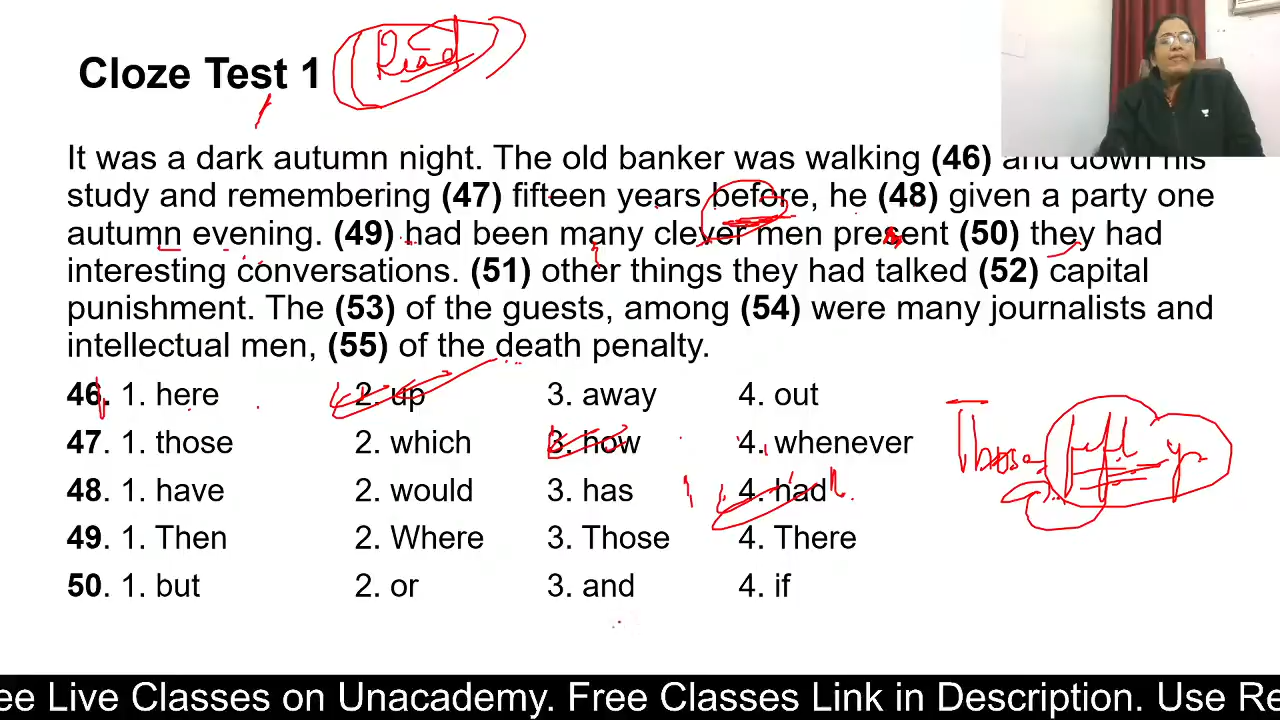 Cloze Test 1
Read
It was a dark autumn night. The old banker was walking (46) and down his
study and remembering (47) fifteen years before, he (48) given a party one
autumn evening. (49) had been many clever men present (50) they had
interesting conversations. (51) other things they had talked (52) capital
punishment. The (53) of the guests, among (54) were many journalists and
intellectual men, (55) of the death penalty.
46. 1. here 2. up 3. away 4. out
47. 1. those 2. which 3. how 4. whenever
48. 1. have 2. would 3. has 4. had
49. 1. Then 2. Where 3. Those 4. There
50. 1. but 2. or 3. and 4. if
ee Live Classes on Unacademy. Free Classes Link in Description. Use Re